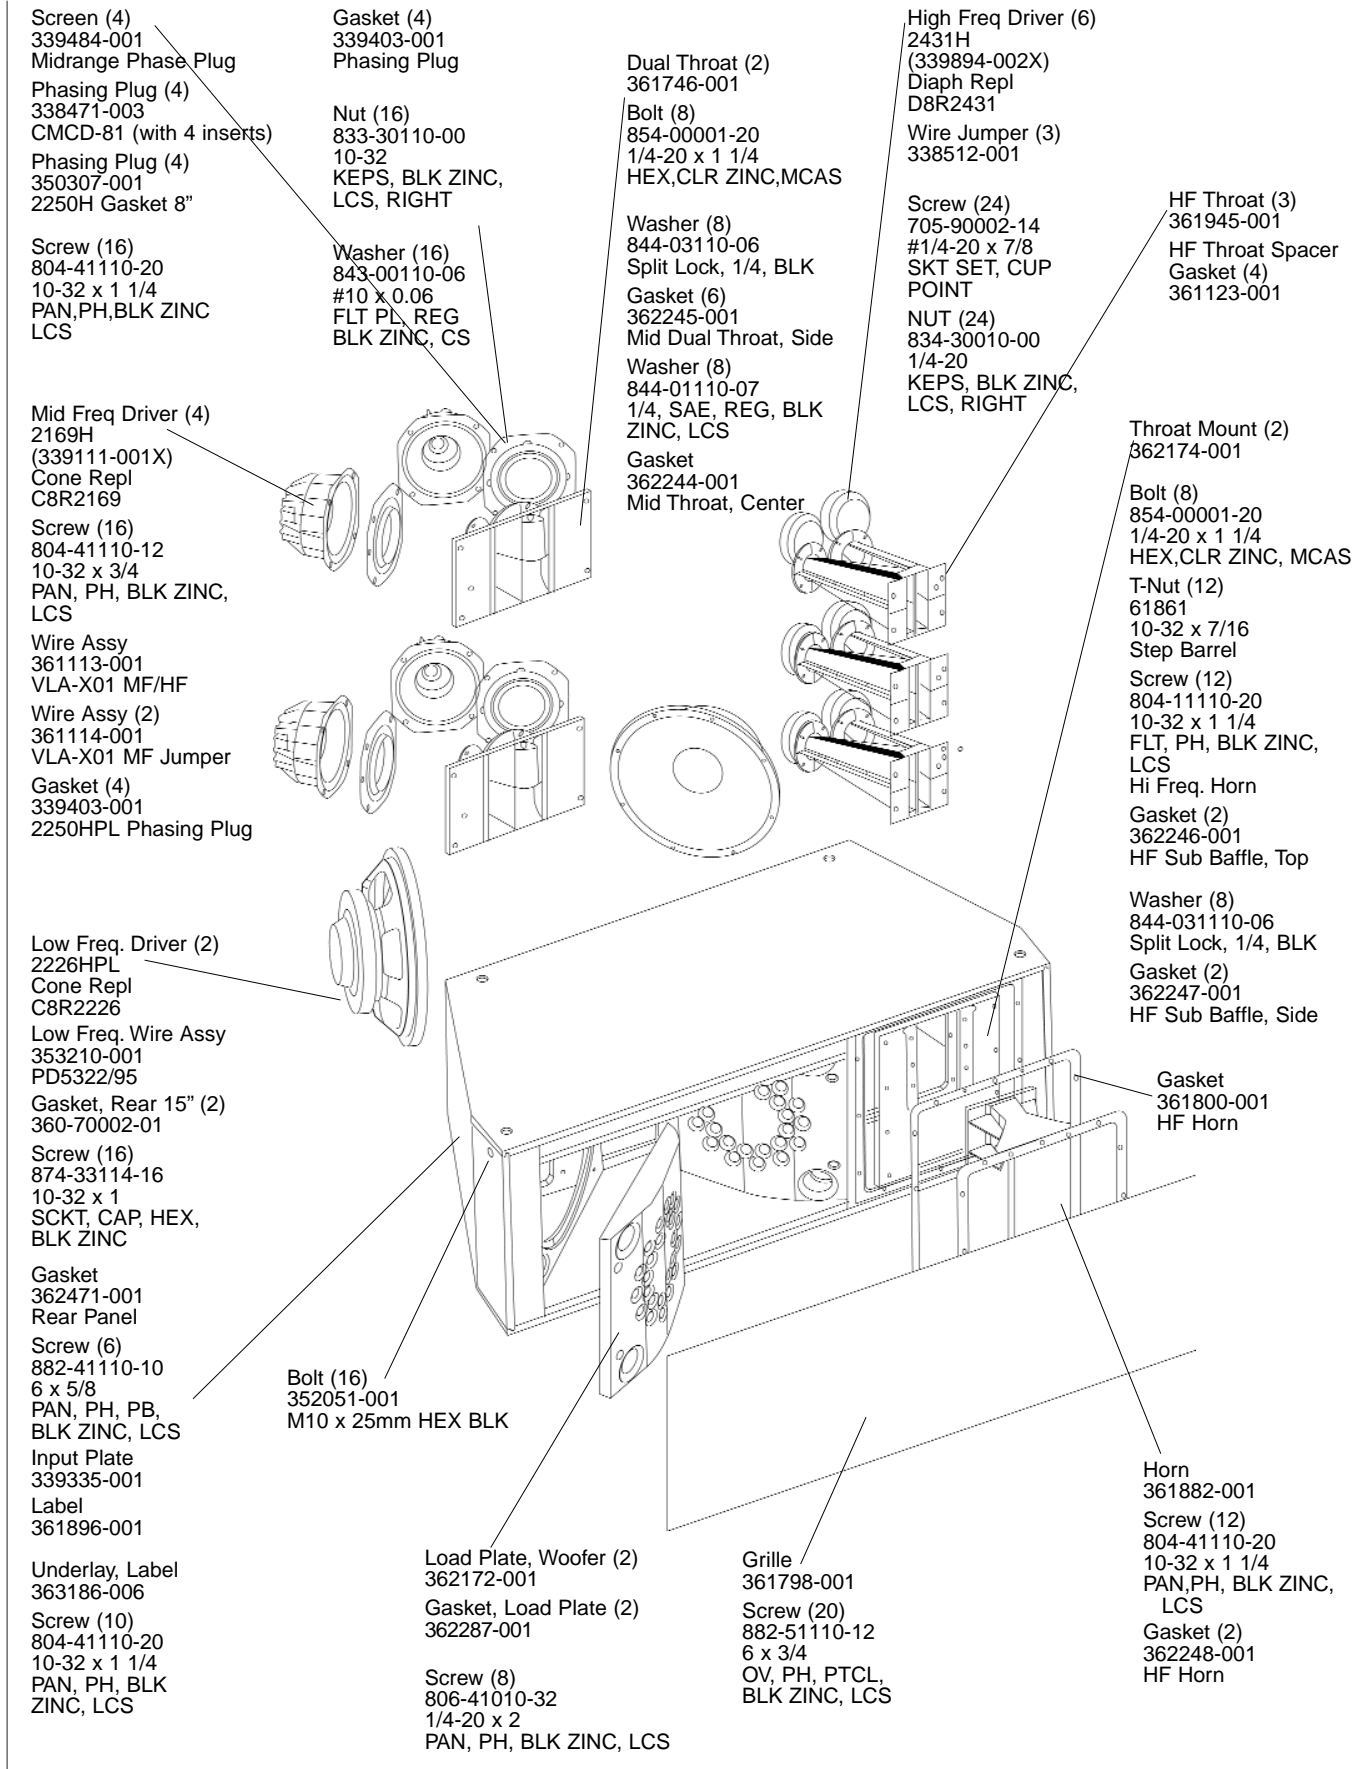 Screen (4)
339484-001
Midrange Phase Plug
Phasing Plug (4)
338471-003
CMCD-81 (with 4 inserts)
Phasing Plug (4)
350307-001
2250H Gasket 8”
Screw (16)
804-41110-20
10-32 x 1 1/4
PAN,PH,BLK ZINC
LCS
Mid Freq Driver (4)
2169H
(339111-001X)
Cone Repl
C8R2169
Screw (16)
804-41110-12
10-32 x 3/4
PAN, PH, BLK ZINC,
LCS
Wire Assy
361113-001
VLA-X01 MF/HF
Wire Assy (2)
361114-001
VLA-X01 MF Jumper
Gasket (4)
339403-001
2250HPL Phasing Plug
Low Freq. Driver (2)
2226HPL
Cone Repl
C8R2226
Low Freq. Wire Assy
353210-001
PD5322/95
Gasket, Rear 15” (2)
360-70002-01
Screw (16)
874-33114-16
10-32 x 1
SCKT, CAP, HEX,
BLK ZINC
Gasket
362471-001
Rear Panel
Screw (6)
882-41110-10
6 x 5/8
PAN, PH, PB,
BLK ZINC, LCS
Input Plate
339335-001
Label
361896-001
Underlay, Label
363186-006
Screw (10)
804-41110-20
10-32 x 1 1/4
PAN, PH, BLK
ZINC, LCS
Gasket (4)
339403-001
Phasing Plug
Nut (16)
833-30110-00
10-32
KEPS, BLK ZINC,
LCS, RIGHT
Washer (16)
843-00110-06
#10 x 0.06
FLT PL, REG
BLK ZINC, CS
Bolt (16)
352051-001
M10 x 25mm HEX BLK
Load Plate, Woofer (2)
362172-001
Gasket, Load Plate (2)
362287-001
Screw (8)
806-41010-32
1/4-20 x 2
PAN, PH, BLK ZINC, LCS
Dual Throat (2)
361746-001
Bolt (8)
854-00001-20
1/4-20 x 1 1/4
HEX,CLR ZINC,MCAS
Washer (8)
844-03110-06
Split Lock, 1/4, BLK
Gasket (6)
362245-001
Mid Dual Throat, Side
Washer (8)
844-01110-07
1/4, SAE, REG, BLK
ZINC, LCS
Gasket
362244-001
Mid Throat, Center
Grille
361798-001
Screw (20)
882-51110-12
6 x 3/4
OV, PH, PTCL,
BLK ZINC, LCS
High Freq Driver (6)
2431H
(339894-002X)
Diaph Repl
D8R2431
Wire Jumper (3)
338512-001
Screw (24)
705-90002-14
#1/4-20 x 7/8
SKT SET, CUP
POINT
NUT (24)
834-30010-00
1/4-20
KEPS, BLK ZINC,
LCS, RIGHT
HF Throat (3)
361945-001
HF Throat Spacer
Gasket (4)
361123-001
Throat Mount (2)
362174-001
Bolt (8)
854-00001-20
1/4-20 x 1 1/4
HEX,CLR ZINC, MCAS
T-Nut (12)
61861
10-32 x 7/16
Step Barrel
Screw (12)
804-11110-20
10-32 x 1 1/4
FLT, PH, BLK ZINC,
LCS
Hi Freq. Horn
Gasket (2)
362246-001
HF Sub Baffle, Top
Washer (8)
844-031110-06
Split Lock, 1/4, BLK
Gasket (2)
362247-001
HF Sub Baffle, Side
Gasket
361800-001
HF Horn
Horn
361882-001
Screw (12)
804-41110-20
10-32 x 1 1/4
PAN,PH, BLK ZINC,
LCS
Gasket (2)
362248-001
HF Horn